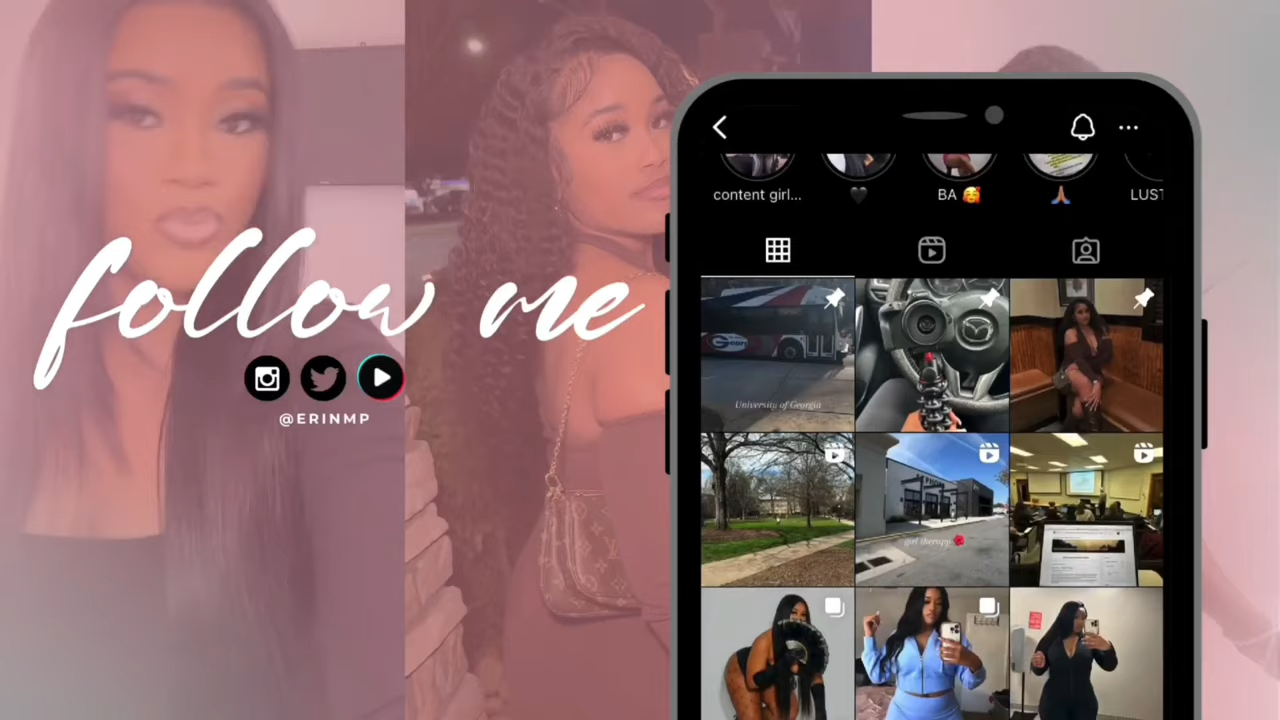 follow me
@ERINMP
content girl...
🖤
BA 🥰
🙏🏾
LUST
University of Georgia
girl therapy 🌺